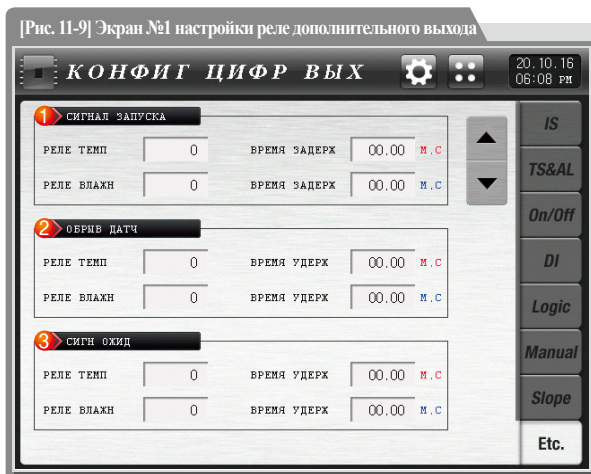 [Рис. 11-9] Экран №1 настройки реле дополнительного выхода
КОНФИГ ЦИФР ВЫХ
20.10.16
06:08 PM
1 СИГНАЛ ЗАПУСКА
РЕЛЕ ТЕМП 0 ВРЕМЯ ЗАДЕРЖ 00.00 М.С
РЕЛЕ ВЛАЖН 0 ВРЕМЯ ЗАДЕРЖ 00.00 М.С
2 ОБРЫВ ДАТЧ
РЕЛЕ ТЕМП 0 ВРЕМЯ УДЕРЖ 00.00 М.С
РЕЛЕ ВЛАЖН 0 ВРЕМЯ УДЕРЖ 00.00 М.С
3 СИГН ОЖИД
РЕЛЕ ТЕМП 0 ВРЕМЯ УДЕРЖ 00.00 М.С
РЕЛЕ ВЛАЖН 0 ВРЕМЯ УДЕРЖ 00.00 М.С
IS
TS&AL
On/Off
DI
Logic
Manual
Slope
Etc.